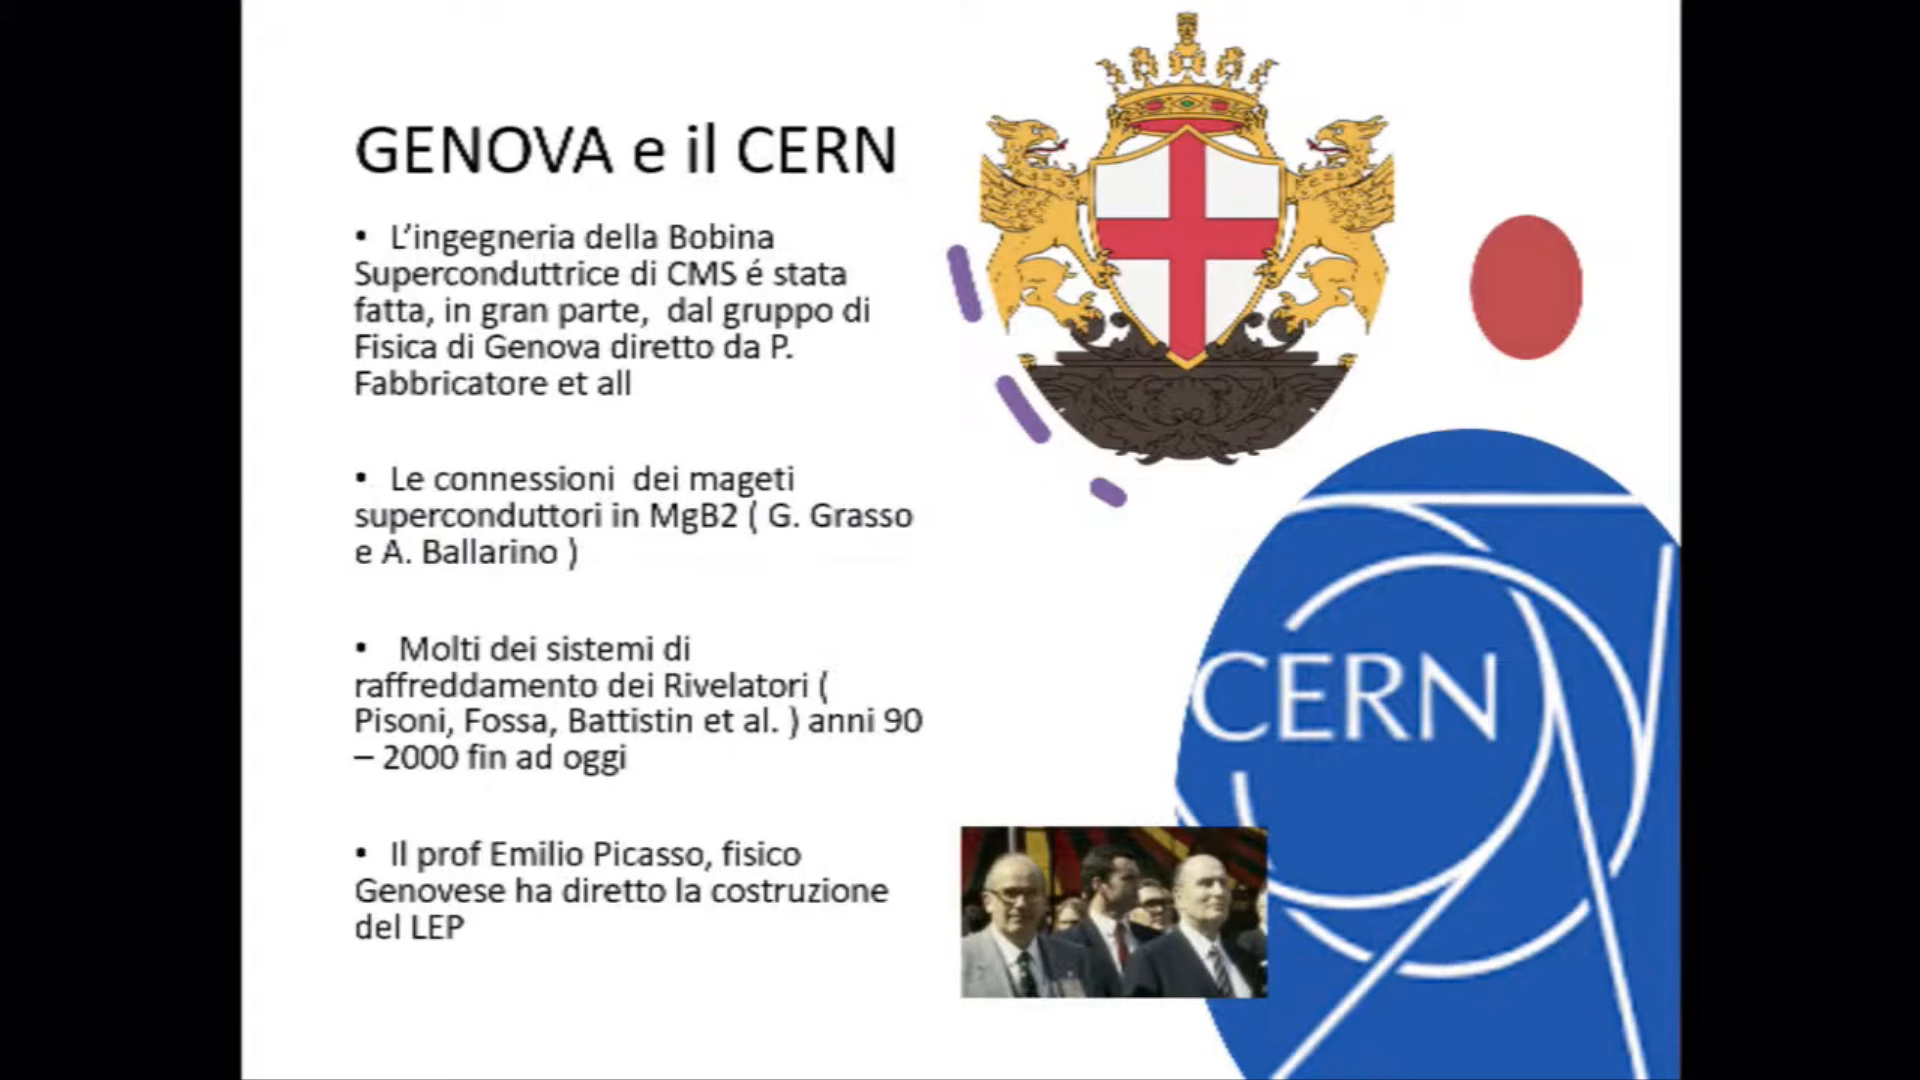 GENOVA e il CERN
• L’ingegneria della Bobina
Superconduttrice di CMS é stata
fatta, in gran parte, dal gruppo di
Fisica di Genova diretto da P.
Fabbricatore et all
• Le connessioni dei mageti
superconduttori in MgB2 ( G. Grasso
e A. Ballarino )
• Molti dei sistemi di
raffreddamento dei Rivelatori (
Pisoni, Fossa, Battistin et al. ) anni 90
– 2000 fin ad oggi
• Il prof Emilio Picasso, fisico
Genovese ha diretto la costruzione
del LEP
CERN